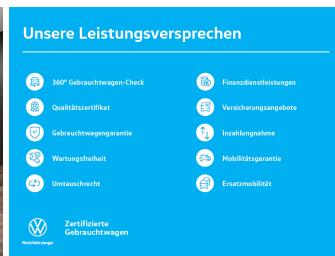 Unsere Leistungsversprechen
360° Gebrauchtwagen-Check
Qualitätszertifikat
Gebrauchtwagengarantie
Wartungsfreiheit
Umtauschrecht
Finanzdienstleistungen
Versicherungsangebote
Inzahlungnahme
Mobilitätsgarantie
Ersatzmobilität
Nutzfahrzeuge
Zertifizierte
Gebrauchtwagen